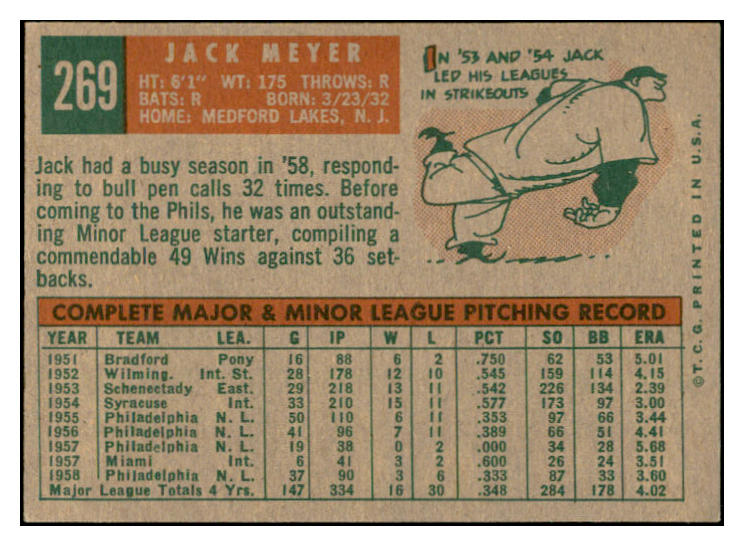 269
JACK MEYER
HT: 6'1" WT: 175 THROWS: R
BATS: R BORN: 3/23/32
HOME: MEDFORD LAKES, N. J.
IN '53 AND '54 JACK
LED HIS LEAGUES
IN STRIKEOUTS
Jack had a busy season in '58, respond-
ing to bull pen calls 32 times. Before
coming to the Phils, he was an outstand-
ing Minor League starter, compiling a
commendable 49 Wins against 36 set-
backs.
COMPLETE MAJOR & MINOR LEAGUE PITCHING RECORD
YEAR TEAM LEA. G IP W L PCT SO BB ERA
1951 Bradford Pony 16 88 6 2 .750 62 53 5.01
1952 Wilming. Int. St. 28 178 12 10 .545 159 114 4.15
1953 Schenectady East. 29 218 13 11 .542 226 134 2.39
1954 Syracuse Int. 33 210 15 11 .577 173 97 3.00
1955 Philadelphia N. L. 50 110 6 11 .353 97 66 3.44
1956 Philadelphia N. L. 41 96 7 11 .389 66 51 4.41
1957 Philadelphia N. L. 19 38 0 2 .000 34 28 5.68
1957 Miami Int. 6 41 3 2 .600 26 24 3.51
1958 Philadelphia N. L. 37 90 3 6 .333 87 33 3.60
Major League Totals 4 Yrs. 147 334 16 30 .348 284 178 4.02
©T.C.G. PRINTED IN U.S.A.